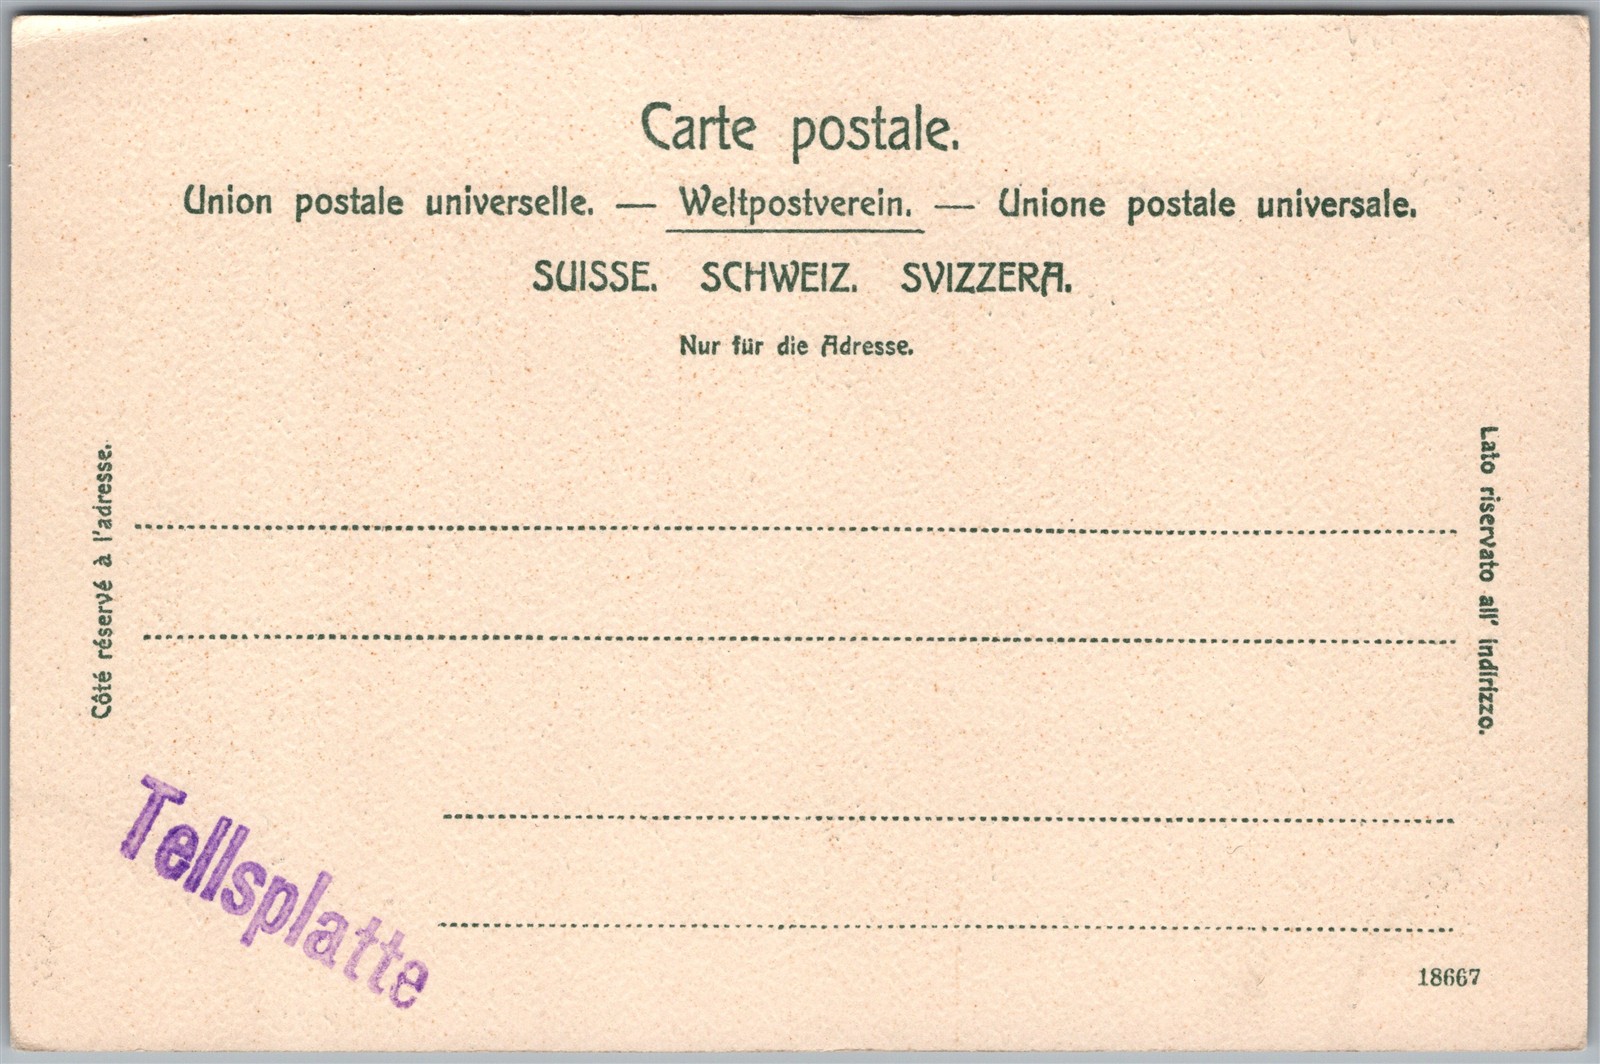 Carte postale.
Union postale universelle. — Weltpostverein. — Unione postale universale.
SUISSE. SCHWEIZ. SVIZZERA.
Nur für die Adresse.
Côté réservé à l'adresse.
Lato riservato all' indirizzo.
Tellsplatte
18667